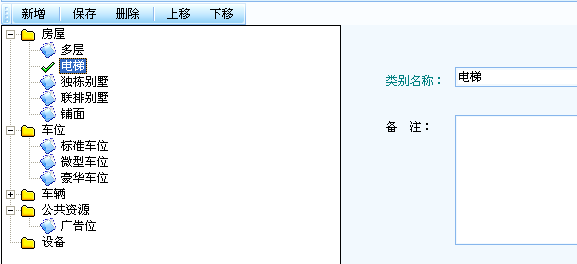 新增 保存 删除 上移 下移
房屋
多层
电梯
独栋别墅
联排别墅
铺面
车位
标准车位
微型车位
豪华车位
车辆
公共资源
广告位
设备
类别名称： 电梯
备 注：